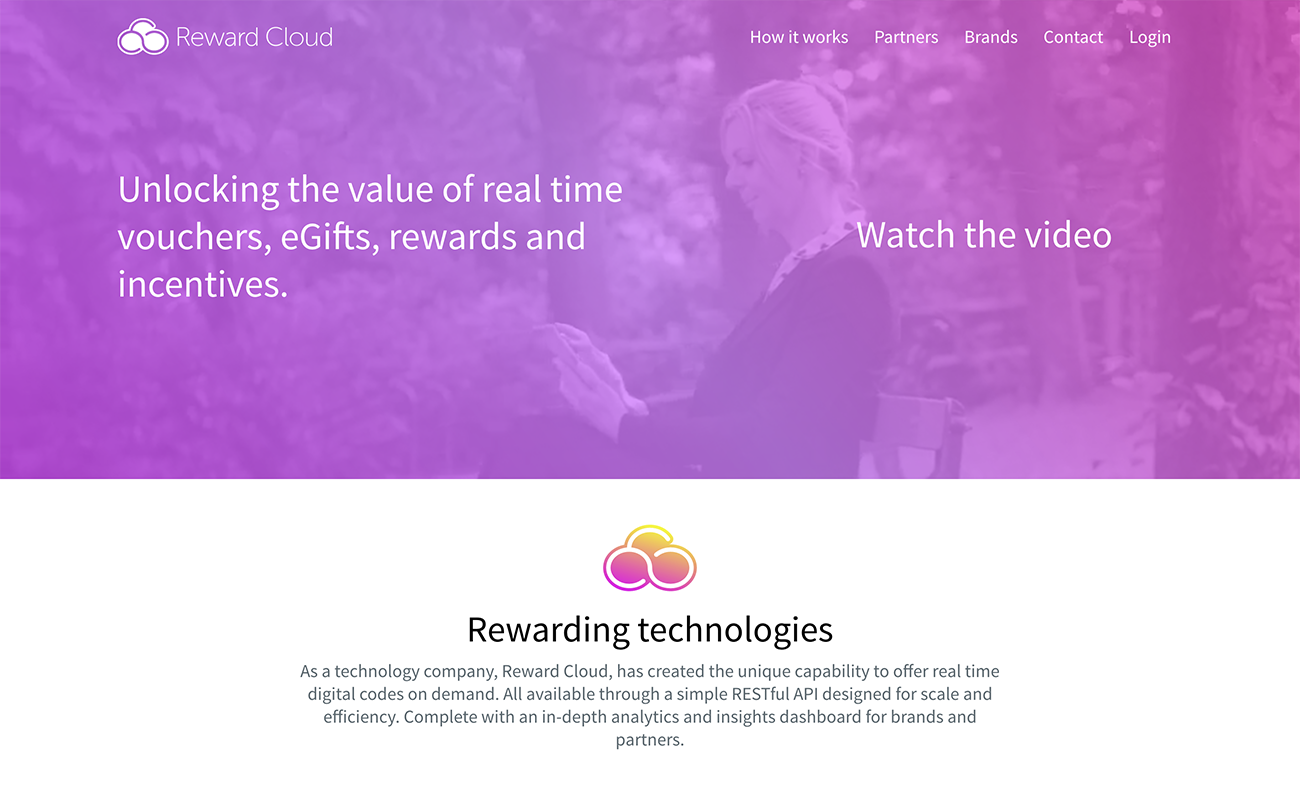 Reward Cloud
How it works Partners Brands Contact Login
Unlocking the value of real time
vouchers, eGifts, rewards and
incentives.
Watch the video
Rewarding technologies
As a technology company, Reward Cloud, has created the unique capability to offer real time
digital codes on demand. All available through a simple RESTful API designed for scale and
efficiency. Complete with an in-depth analytics and insights dashboard for brands and
partners.